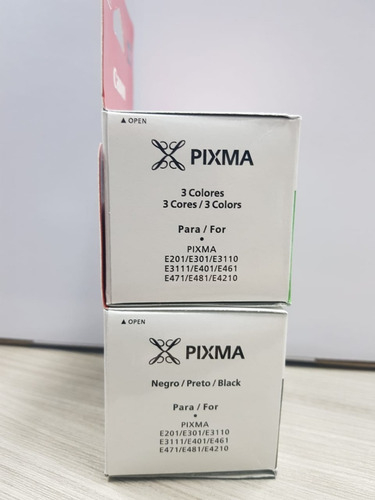 ▲ OPEN
PIXMA
3 Colores
3 Cores / 3 Colors
Para / For
•
PIXMA
E201/E301/E3110
E3111/E401/E461
E471/E481/E4210
▲ OPEN
PIXMA
Negro / Preto / Black
Para / For
•
PIXMA
E201/E301/E3110
E3111/E401/E461
E471/E481/E4210